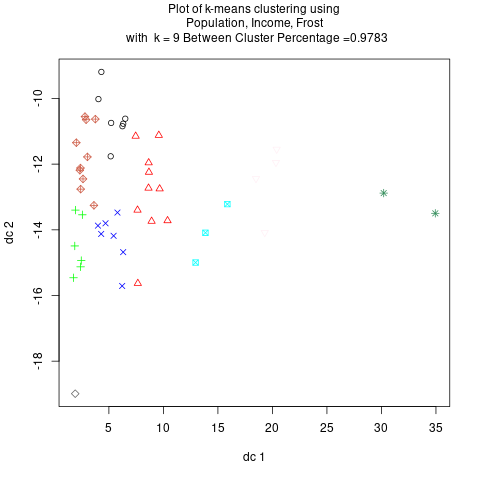 Plot of k-means clustering using
Population, Income, Frost
with  k = 9 Between Cluster Percentage =0.9783
-10
-12
-14
-16
-18
dc 2
5 10 15 20 25 30 35
dc 1